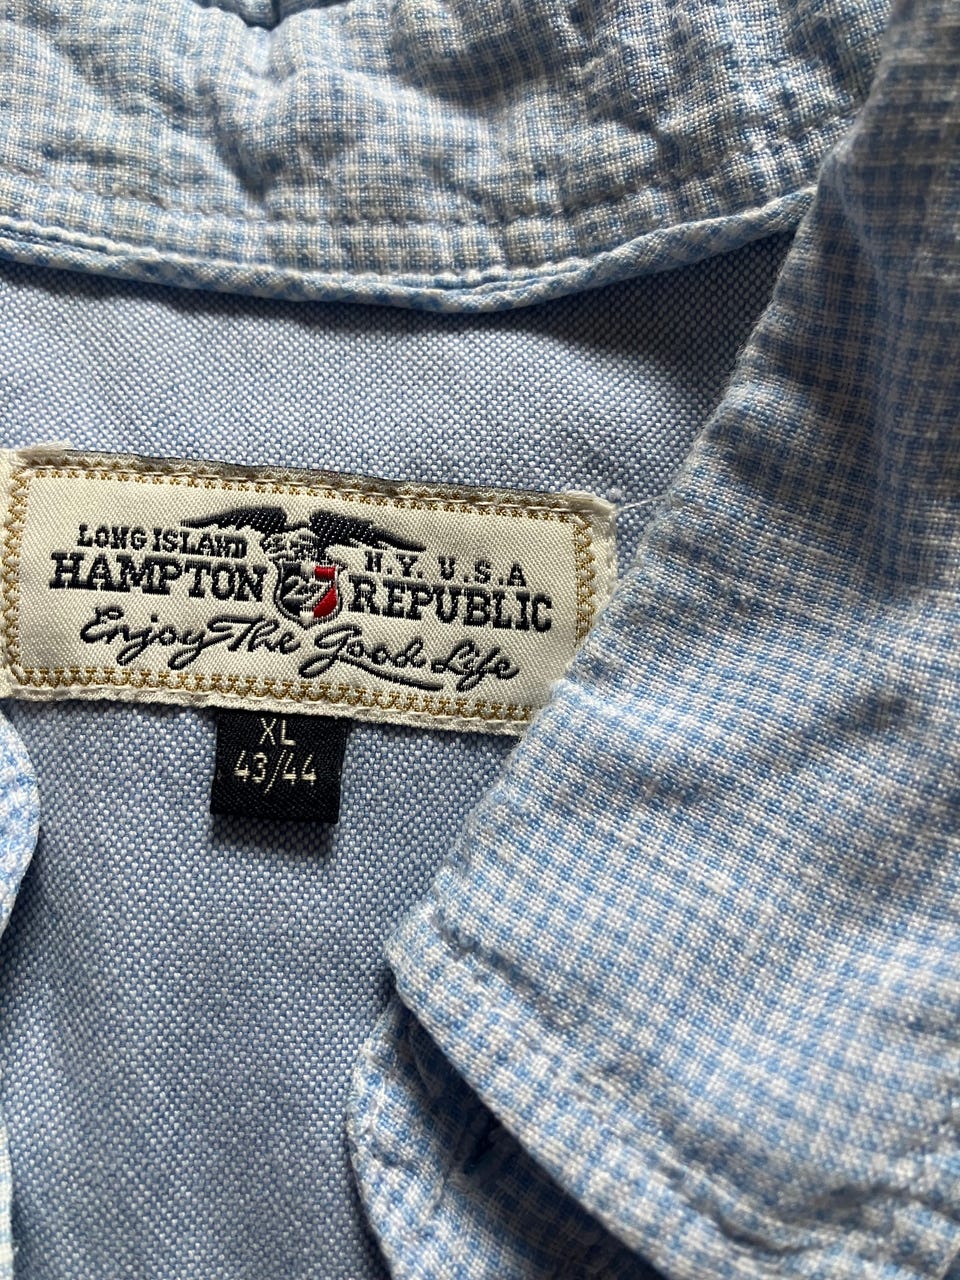 LONG ISLAND N.Y. U.S.A
HAMPTON 27 REPUBLIC
Enjoy The Good Life
XL
43/44